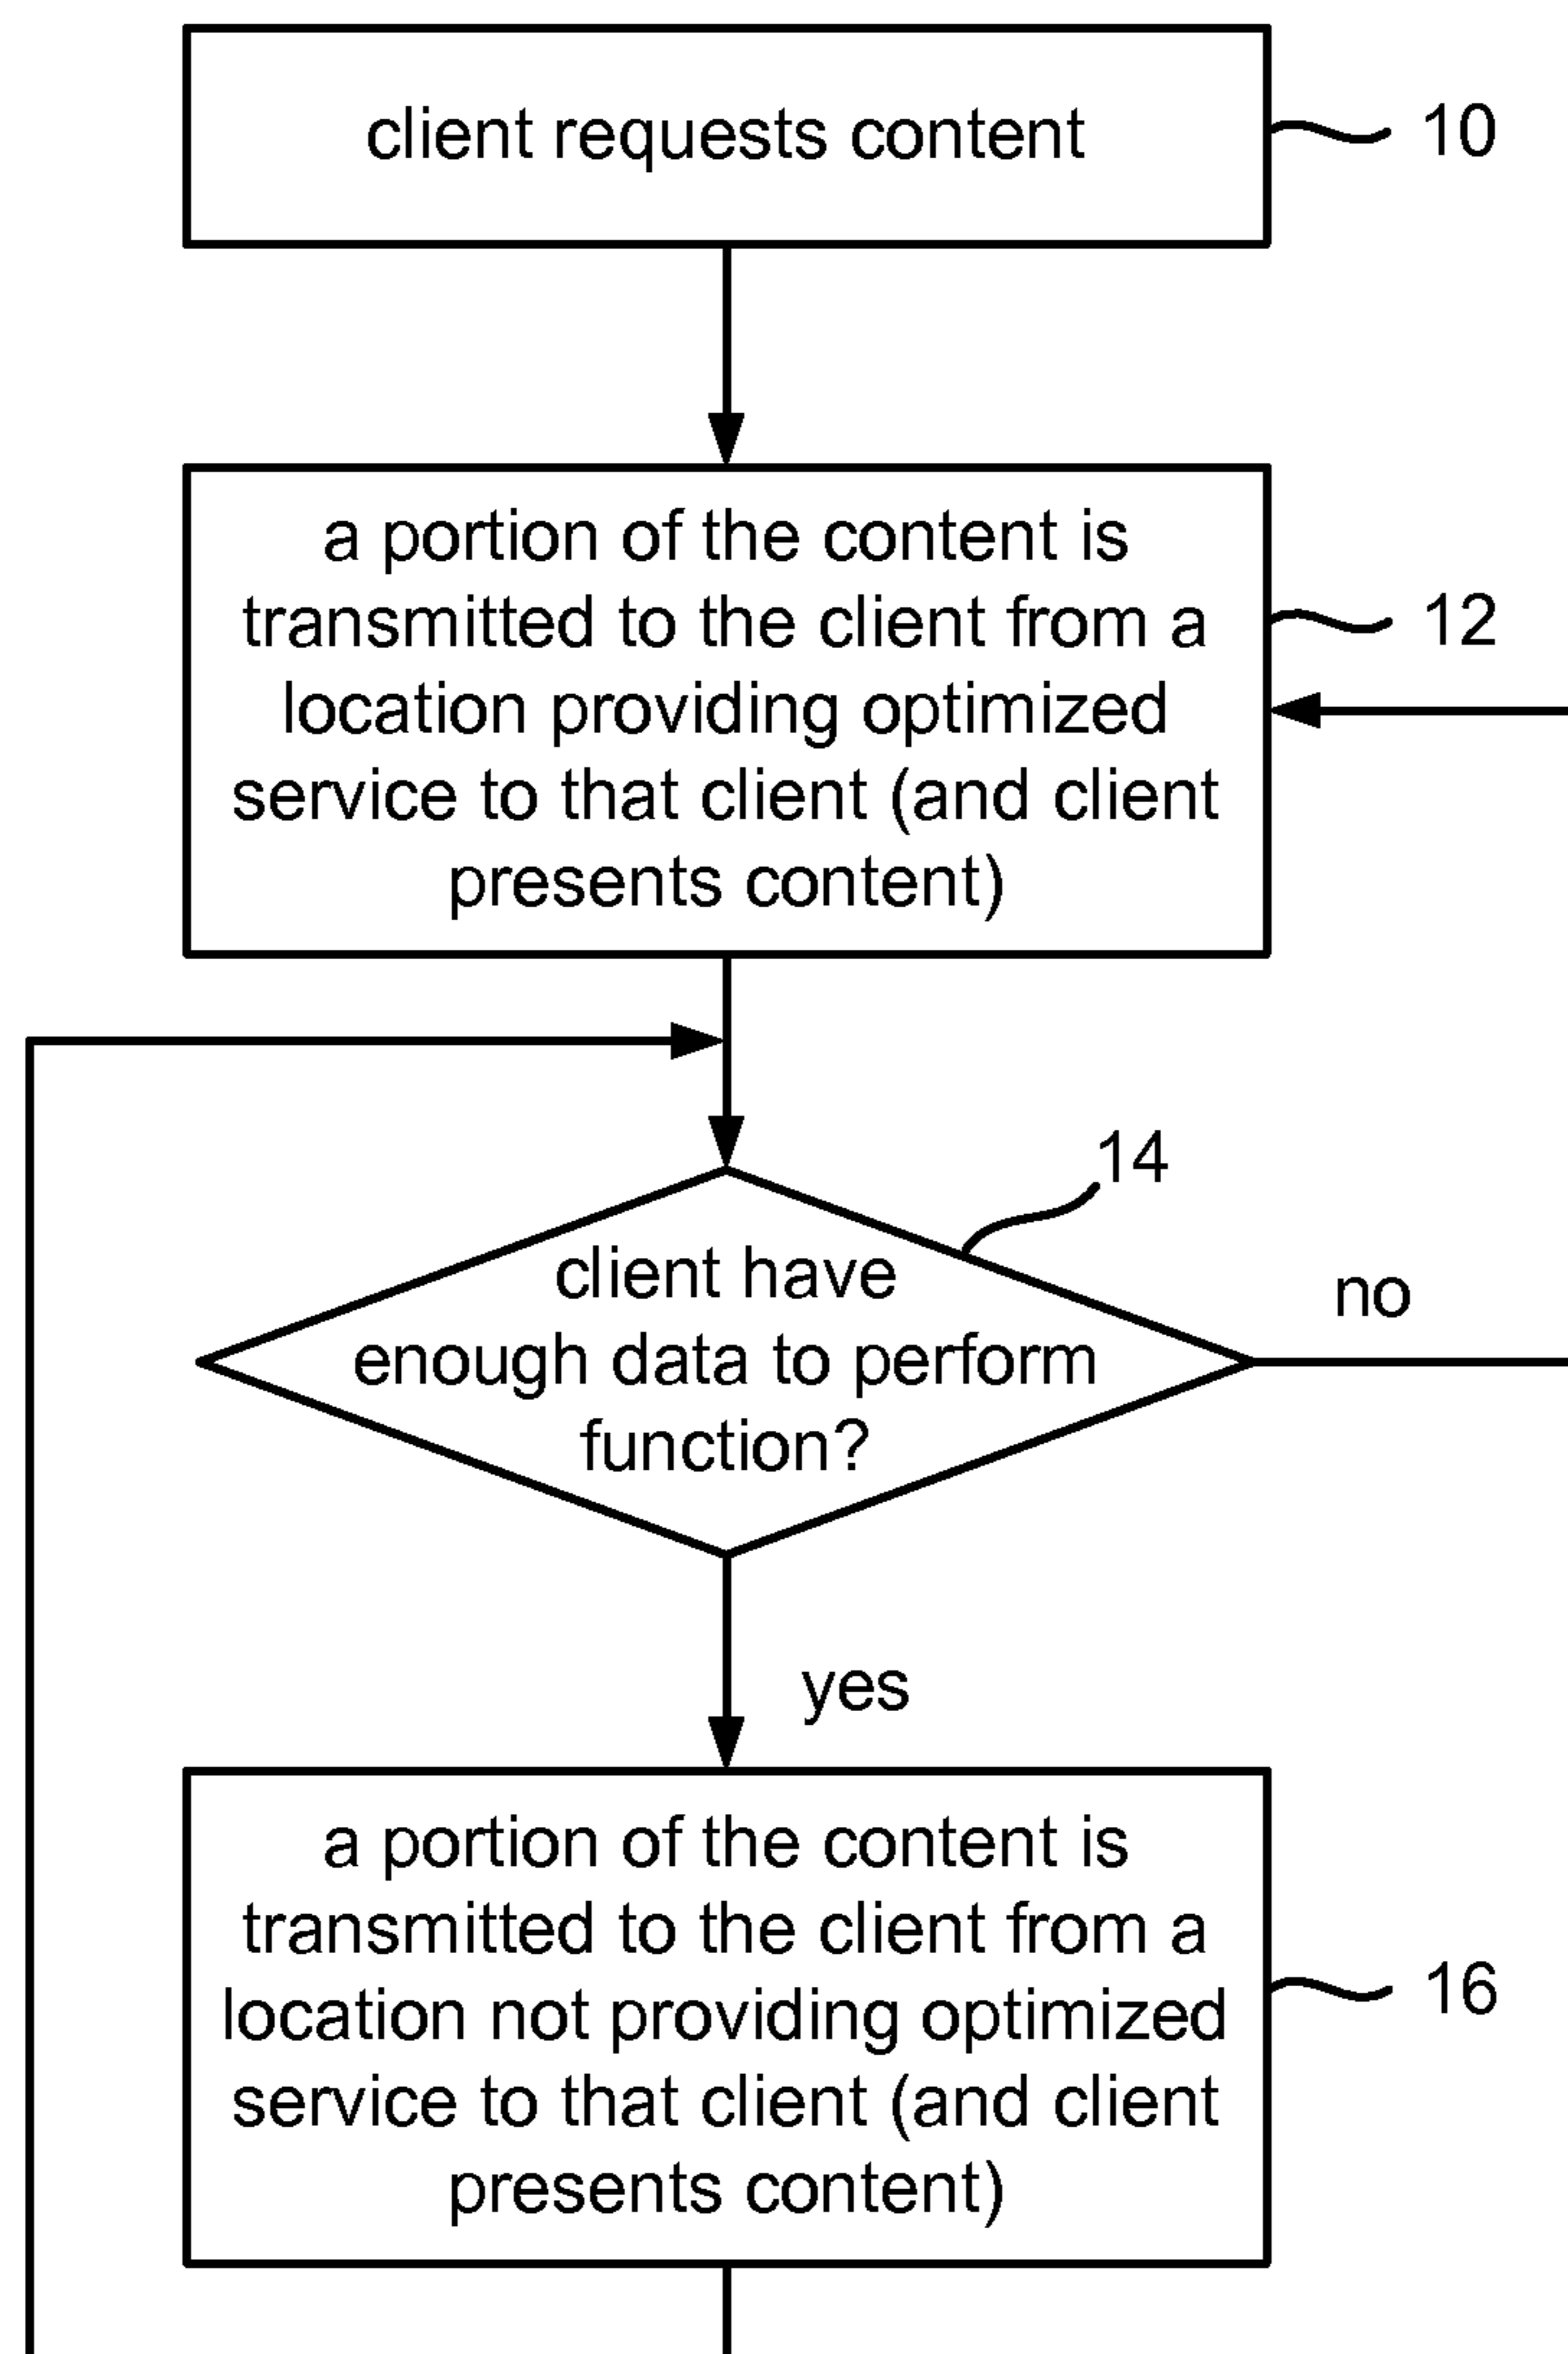 client requests content
10
a portion of the content is
transmitted to the client from a
location providing optimized
service to that client (and client
presents content)
12
14
client have
enough data to perform
function?
no
yes
a portion of the content is
transmitted to the client from a
location not providing optimized
service to that client (and client
presents content)
16